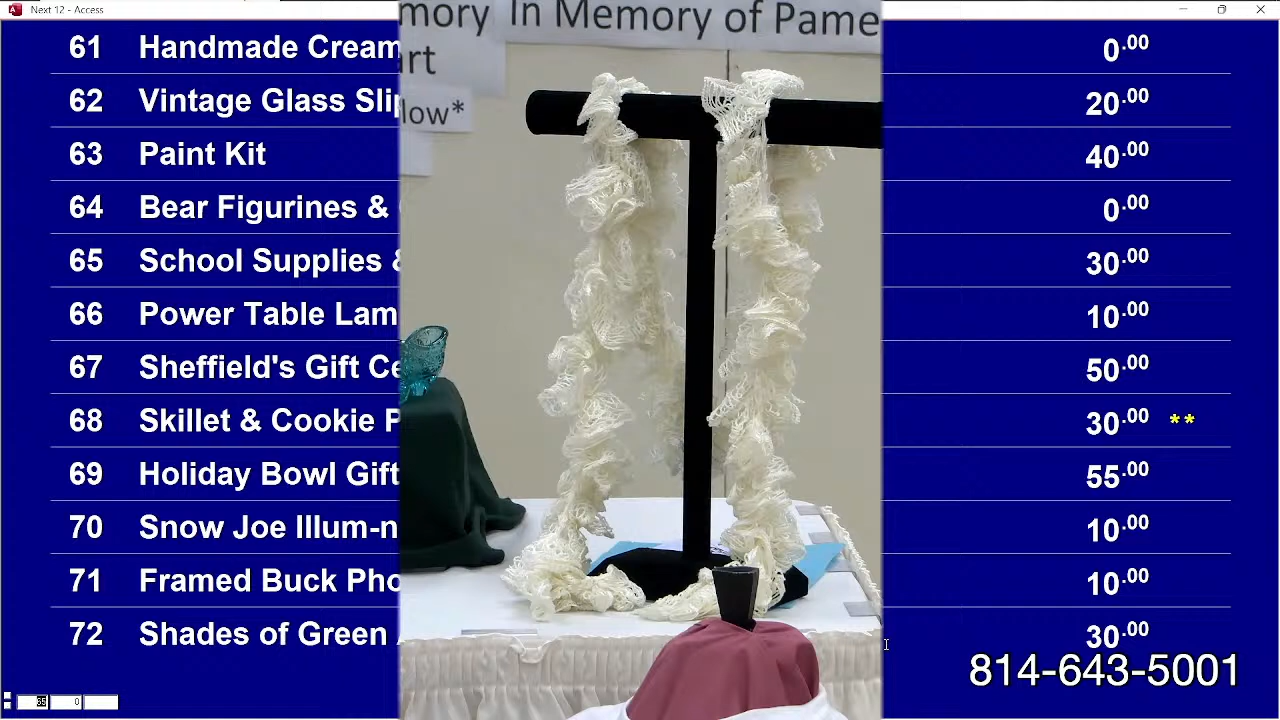 Next 12 - Access
61 Handmade Cream 0.00
62 Vintage Glass Slip 20.00
63 Paint Kit 40.00
64 Bear Figurines & 0.00
65 School Supplies & 30.00
66 Power Table Lam 10.00
67 Sheffield's Gift Ce 50.00
68 Skillet & Cookie P 30.00 **
69 Holiday Bowl Gift 55.00
70 Snow Joe Illum-n 10.00
71 Framed Buck Pho 10.00
72 Shades of Green 30.00
814-643-5001
mory In Memory of Pame
art
low*
0